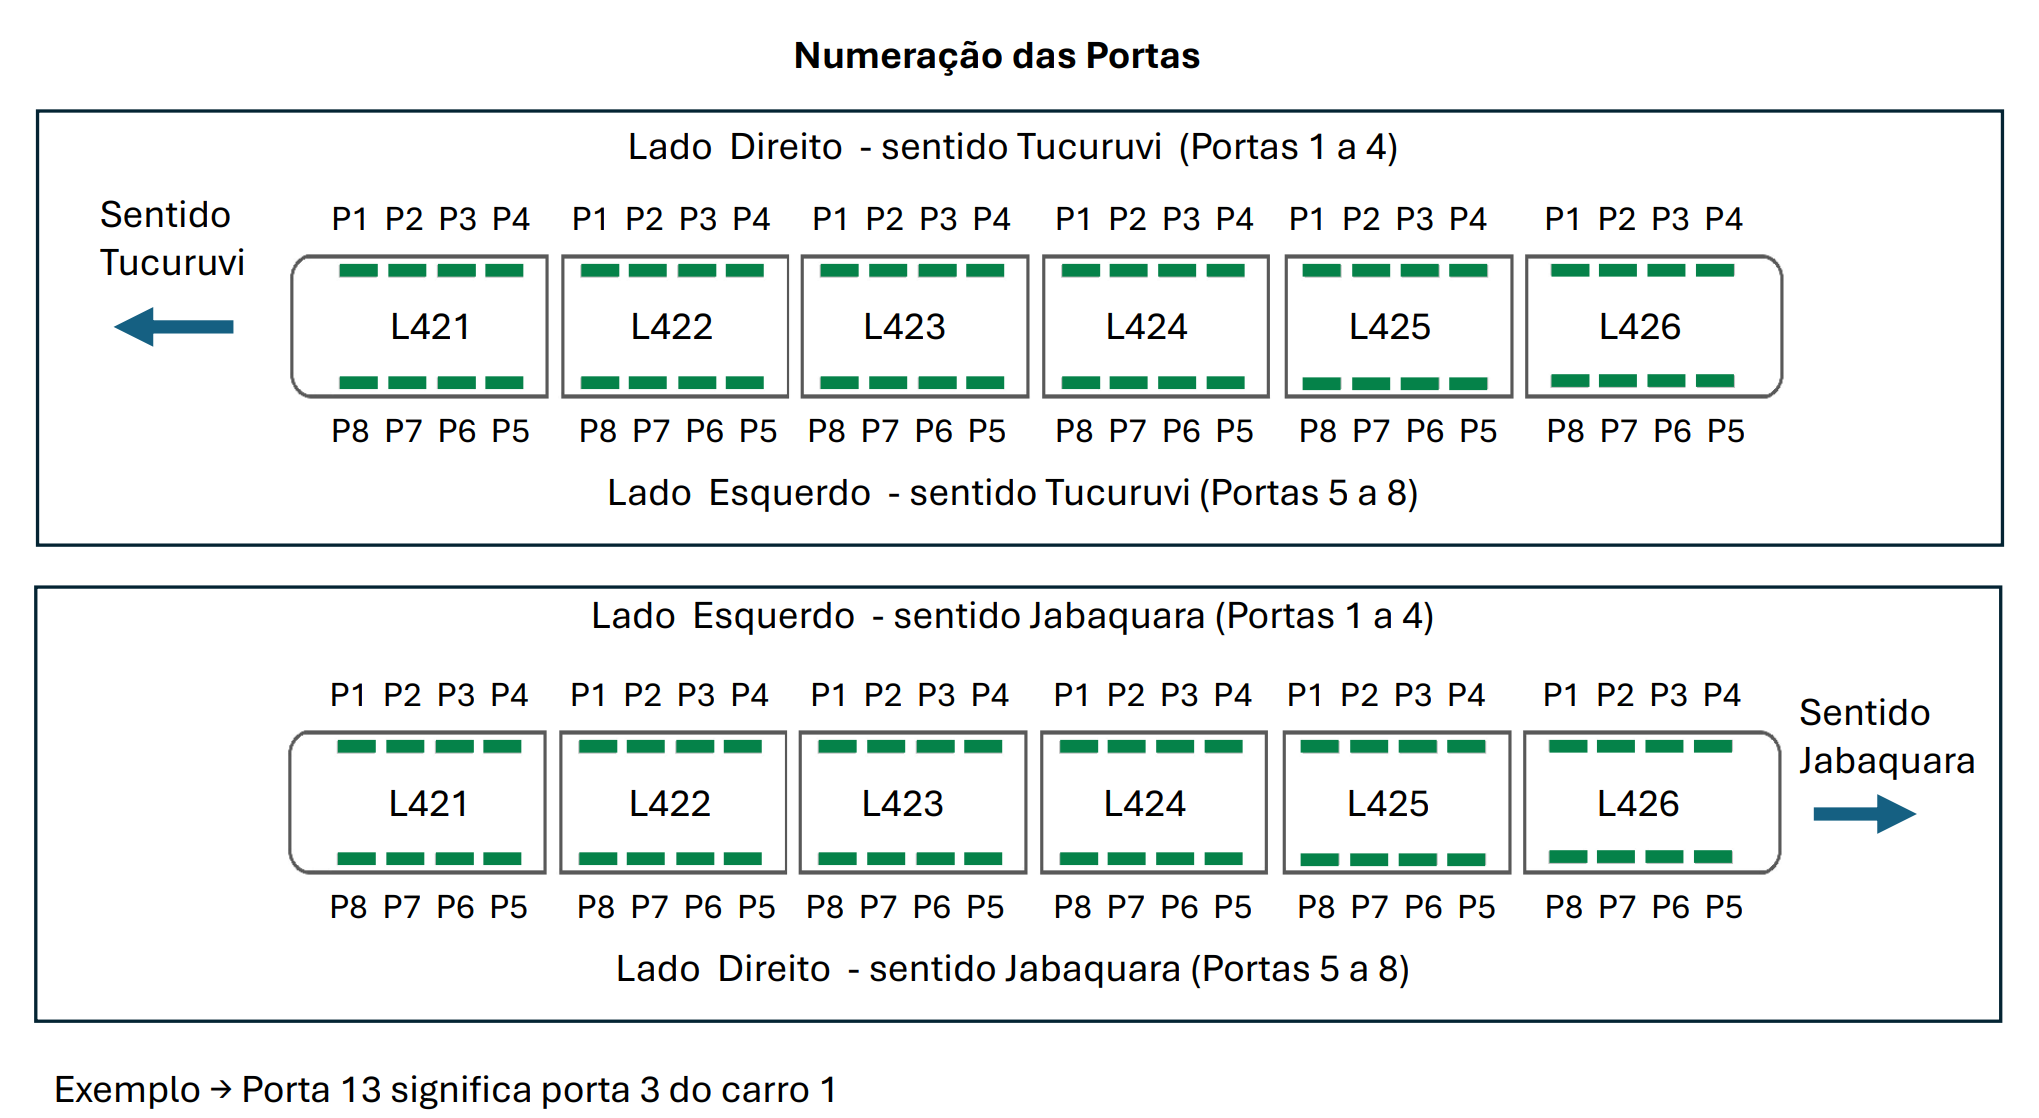 Numeração das Portas
Lado Direito - sentido Tucuruvi (Portas 1 a 4)
Sentido
Tucuruvi
P1 P2 P3 P4 P1 P2 P3 P4 P1 P2 P3 P4 P1 P2 P3 P4 P1 P2 P3 P4 P1 P2 P3 P4
L421 L422 L423 L424 L425 L426
P8 P7 P6 P5 P8 P7 P6 P5 P8 P7 P6 P5 P8 P7 P6 P5 P8 P7 P6 P5 P8 P7 P6 P5
Lado Esquerdo - sentido Tucuruvi (Portas 5 a 8)
Lado Esquerdo - sentido Jabaquara (Portas 1 a 4)
P1 P2 P3 P4 P1 P2 P3 P4 P1 P2 P3 P4 P1 P2 P3 P4 P1 P2 P3 P4 P1 P2 P3 P4
Sentido
Jabaquara
L421 L422 L423 L424 L425 L426
P8 P7 P6 P5 P8 P7 P6 P5 P8 P7 P6 P5 P8 P7 P6 P5 P8 P7 P6 P5 P8 P7 P6 P5
Lado Direito - sentido Jabaquara (Portas 5 a 8)
Exemplo → Porta 13 significa porta 3 do carro 1